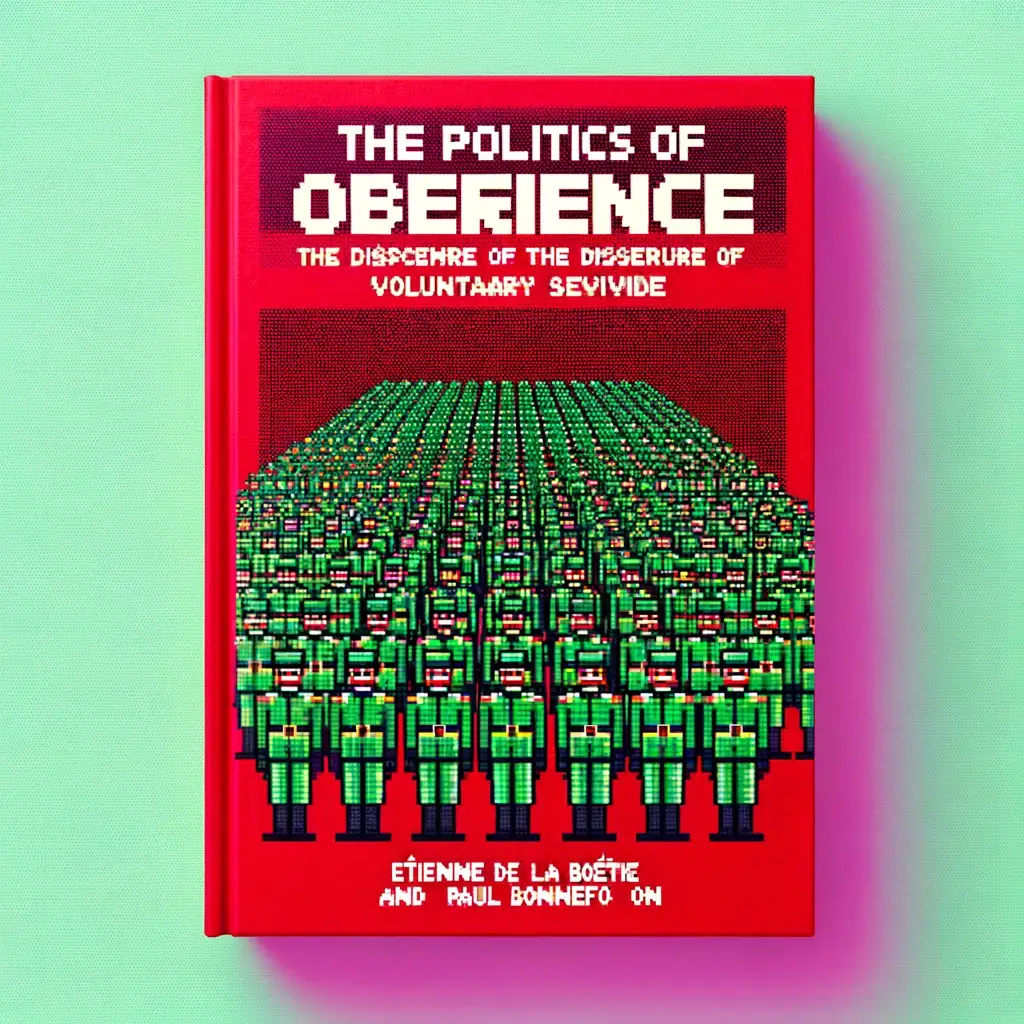 THE POLITICS OF
OBERIENCE
THE DISPCEHRE OF THE DISSERURE OF
VOLUNTAARY SEVIVIDE
ETIENNE DE LA BOÉTIE
AND PAUL BONNEFO ON